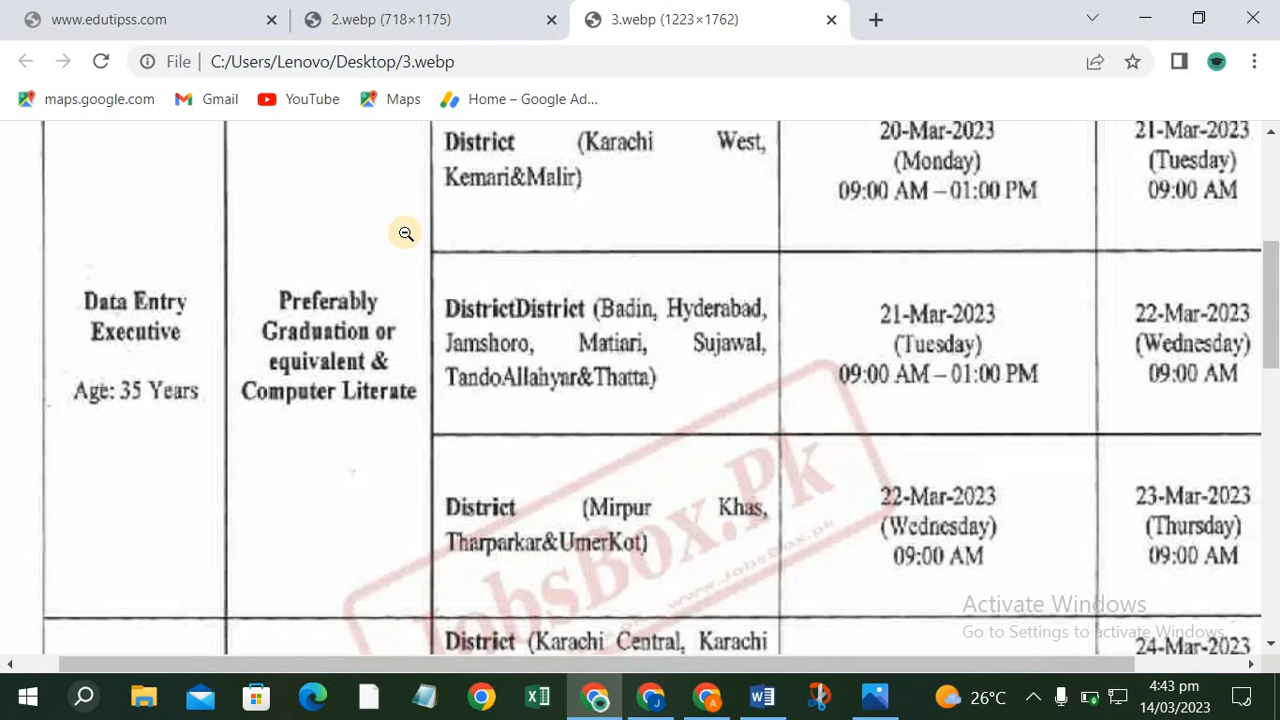 www.edutipss.com
2.webp (718×1175)
3.webp (1223×1762)
File C:/Users/Lenovo/Desktop/3.webp
maps.google.com
Gmail
YouTube
Maps
Home – Google Ad...
District (Karachi West,
Kemari&Malir)
20-Mar-2023
(Monday)
09:00 AM – 01:00 PM
21-Mar-2023
(Tuesday)
09:00 AM
Data Entry
Executive
Age: 35 Years
Preferably
Graduation or
equivalent &
Computer Literate
DistrictDistrict (Badin, Hyderabad,
Jamshoro, Matiari, Sujawal,
TandoAllahyar&Thatta)
21-Mar-2023
(Tuesday)
09:00 AM – 01:00 PM
22-Mar-2023
(Wednesday)
09:00 AM
District (Mirpur Khas,
Tharparkar&UmerKot)
22-Mar-2023
(Wednesday)
09:00 AM
23-Mar-2023
(Thursday)
09:00 AM
JobsBox.Pk
www.JobsBox.pk
District (Karachi Central, Karachi
24-Mar-2023
Activate Windows
Go to Settings to activate Windows.
26°C
4:43 pm
14/03/2023